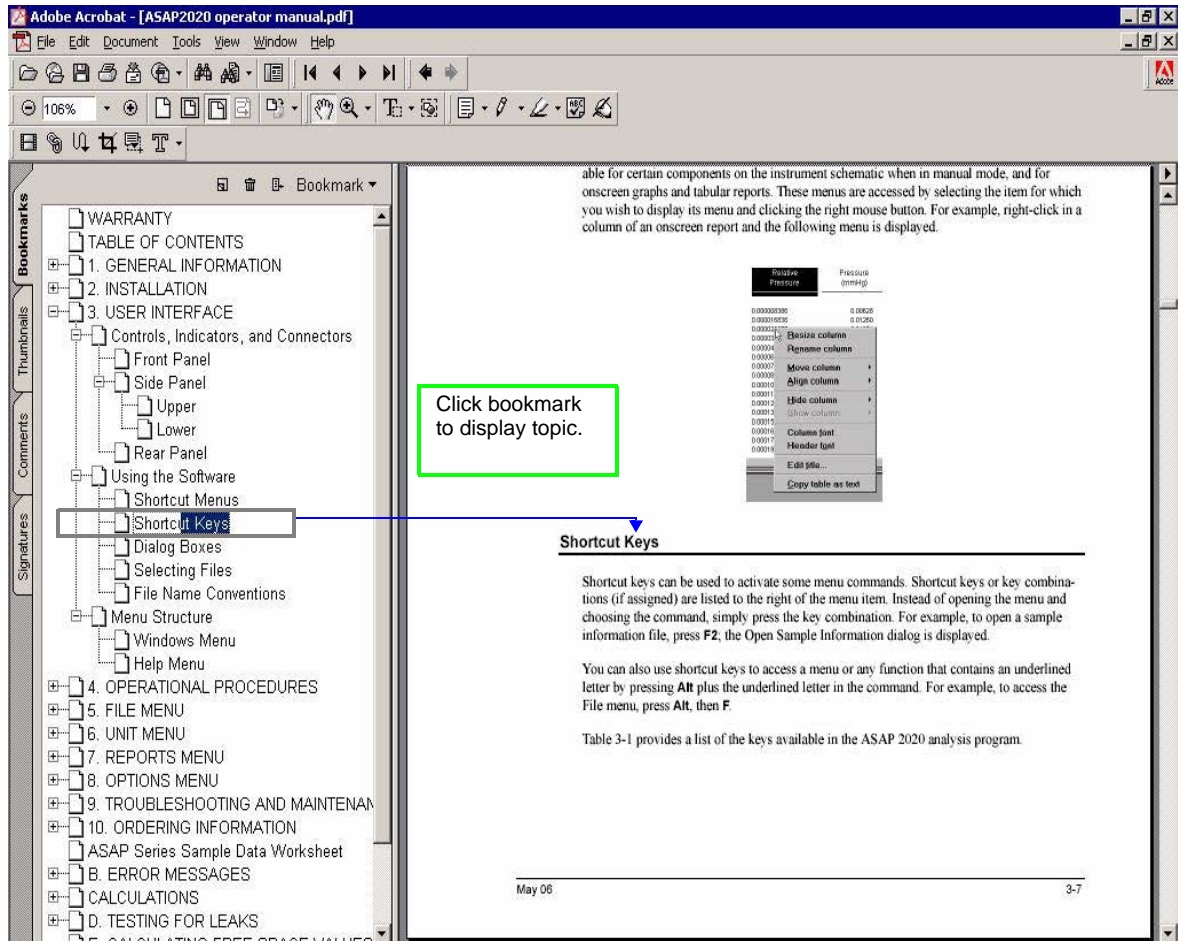 Adobe Acrobat - [ASAP2020 operator manual.pdf]
File Edit Document Tools View Window Help
Adobe
106%
Bookmark
Bookmarks
Thumbnails
Comments
Signatures
WARRANTY
TABLE OF CONTENTS
1. GENERAL INFORMATION
2. INSTALLATION
3. USER INTERFACE
Controls, Indicators, and Connectors
Front Panel
Side Panel
Upper
Lower
Rear Panel
Using the Software
Shortcut Menus
Shortcut Keys
Dialog Boxes
Selecting Files
File Name Conventions
Menu Structure
Windows Menu
Help Menu
4. OPERATIONAL PROCEDURES
5. FILE MENU
6. UNIT MENU
7. REPORTS MENU
8. OPTIONS MENU
9. TROUBLESHOOTING AND MAINTENAN
10. ORDERING INFORMATION
ASAP Series Sample Data Worksheet
B. ERROR MESSAGES
CALCULATIONS
D. TESTING FOR LEAKS
E. CALCULATING FREE SPACE VALUES
Click bookmark
to display topic.
able for certain components on the instrument schematic when in manual mode, and for
onscreen graphs and tabular reports. These menus are accessed by selecting the item for which
you wish to display its menu and clicking the right mouse button. For example, right-click in a
column of an onscreen report and the following menu is displayed.
Relative Pressure
Pressure (mmHg)
Resize column
Rename column
Move column
Align column
Hide column
Show column
Column font
Header font
Edit title...
Copy table as text
Shortcut Keys
Shortcut keys can be used to activate some menu commands. Shortcut keys or key combina-
tions (if assigned) are listed to the right of the menu item. Instead of opening the menu and
choosing the command, simply press the key combination. For example, to open a sample
information file, press F2; the Open Sample Information dialog is displayed.
You can also use shortcut keys to access a menu or any function that contains an underlined
letter by pressing Alt plus the underlined letter in the command. For example, to access the
File menu, press Alt, then F.
Table 3-1 provides a list of the keys available in the ASAP 2020 analysis program.
May 06
3-7